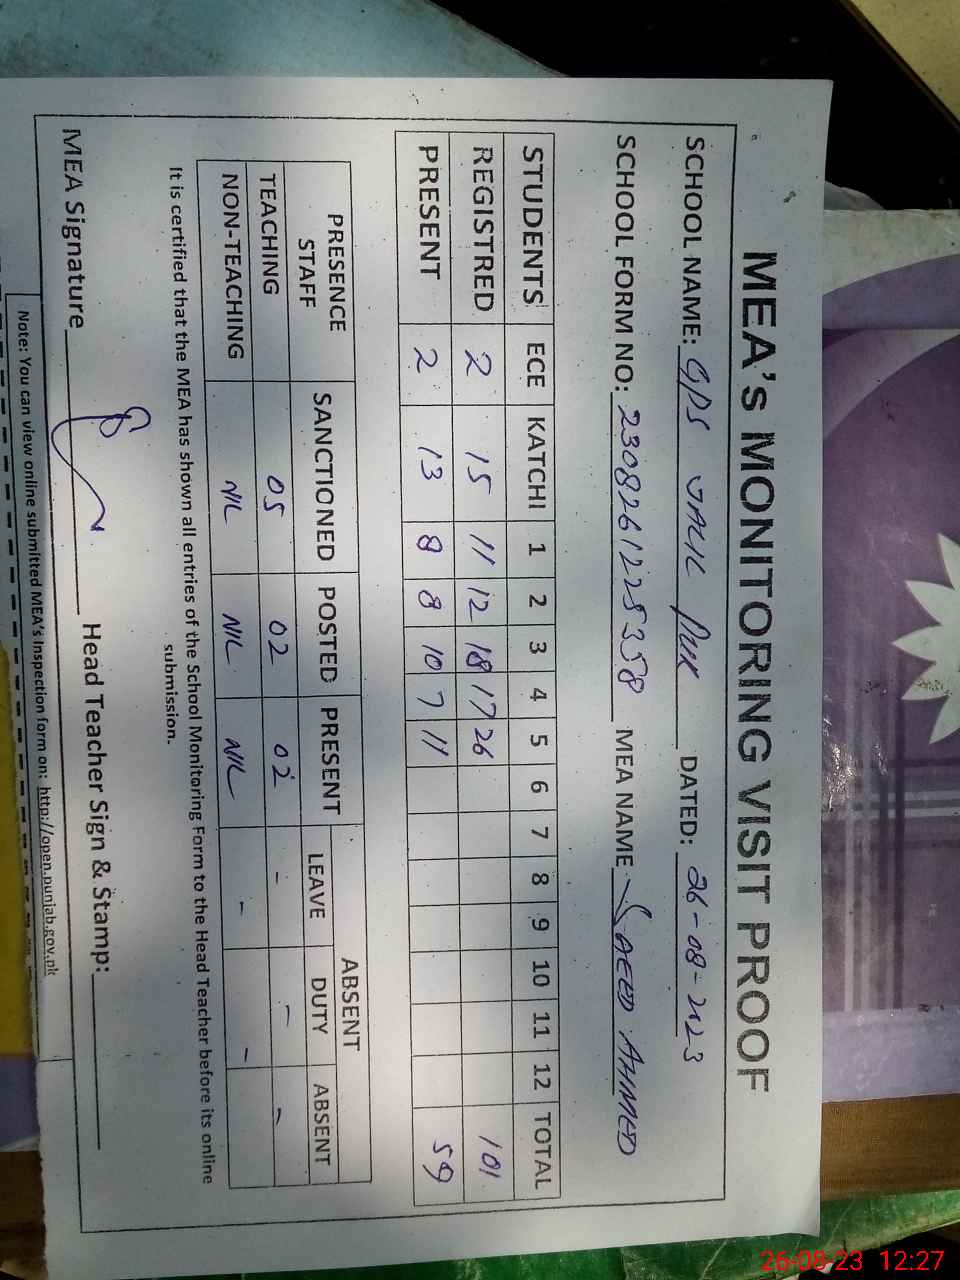 MEA's MONITORING VISIT PROOF
SCHOOL NAME: GPS JALIL DATED: 26-08-2023
SCHOOL FORM NO: MEA NAME SAEED AHMED
STUDENTS ECE KATCHI 1 2 3 4 5 6 7 8 9 10 11 12 TOTAL
REGISTRED 2 15 11 12 18 17 26 101
PRESENT 2 13 8 8 10 7 11 59
PRESENCE STAFF SANCTIONED POSTED PRESENT ABSENT
LEAVE DUTY ABSENT
TEACHING 05 02 02 - - -
NON-TEACHING NIL NIL NIL - -
It is certified that the MEA has shown all entries of the School Monitoring Form to the Head Teacher before its online
submission.
MEA Signature Head Teacher Sign & Stamp:
Note: You can view online submitted MEA's Inspection form on: http://open.punjab.gov.pk
26-08-23 12:27